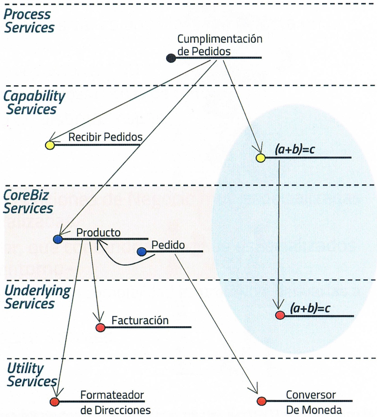 Process
Services
Cumplimentación
de Pedidos
Capability
Services
Recibir Pedidos
(a+b)=c
CoreBiz
Services
Producto
Pedido
Underlying
Services
Facturación
(a+b)=c
Utility
Services
Formateador
de Direcciones
Conversor
De Moneda